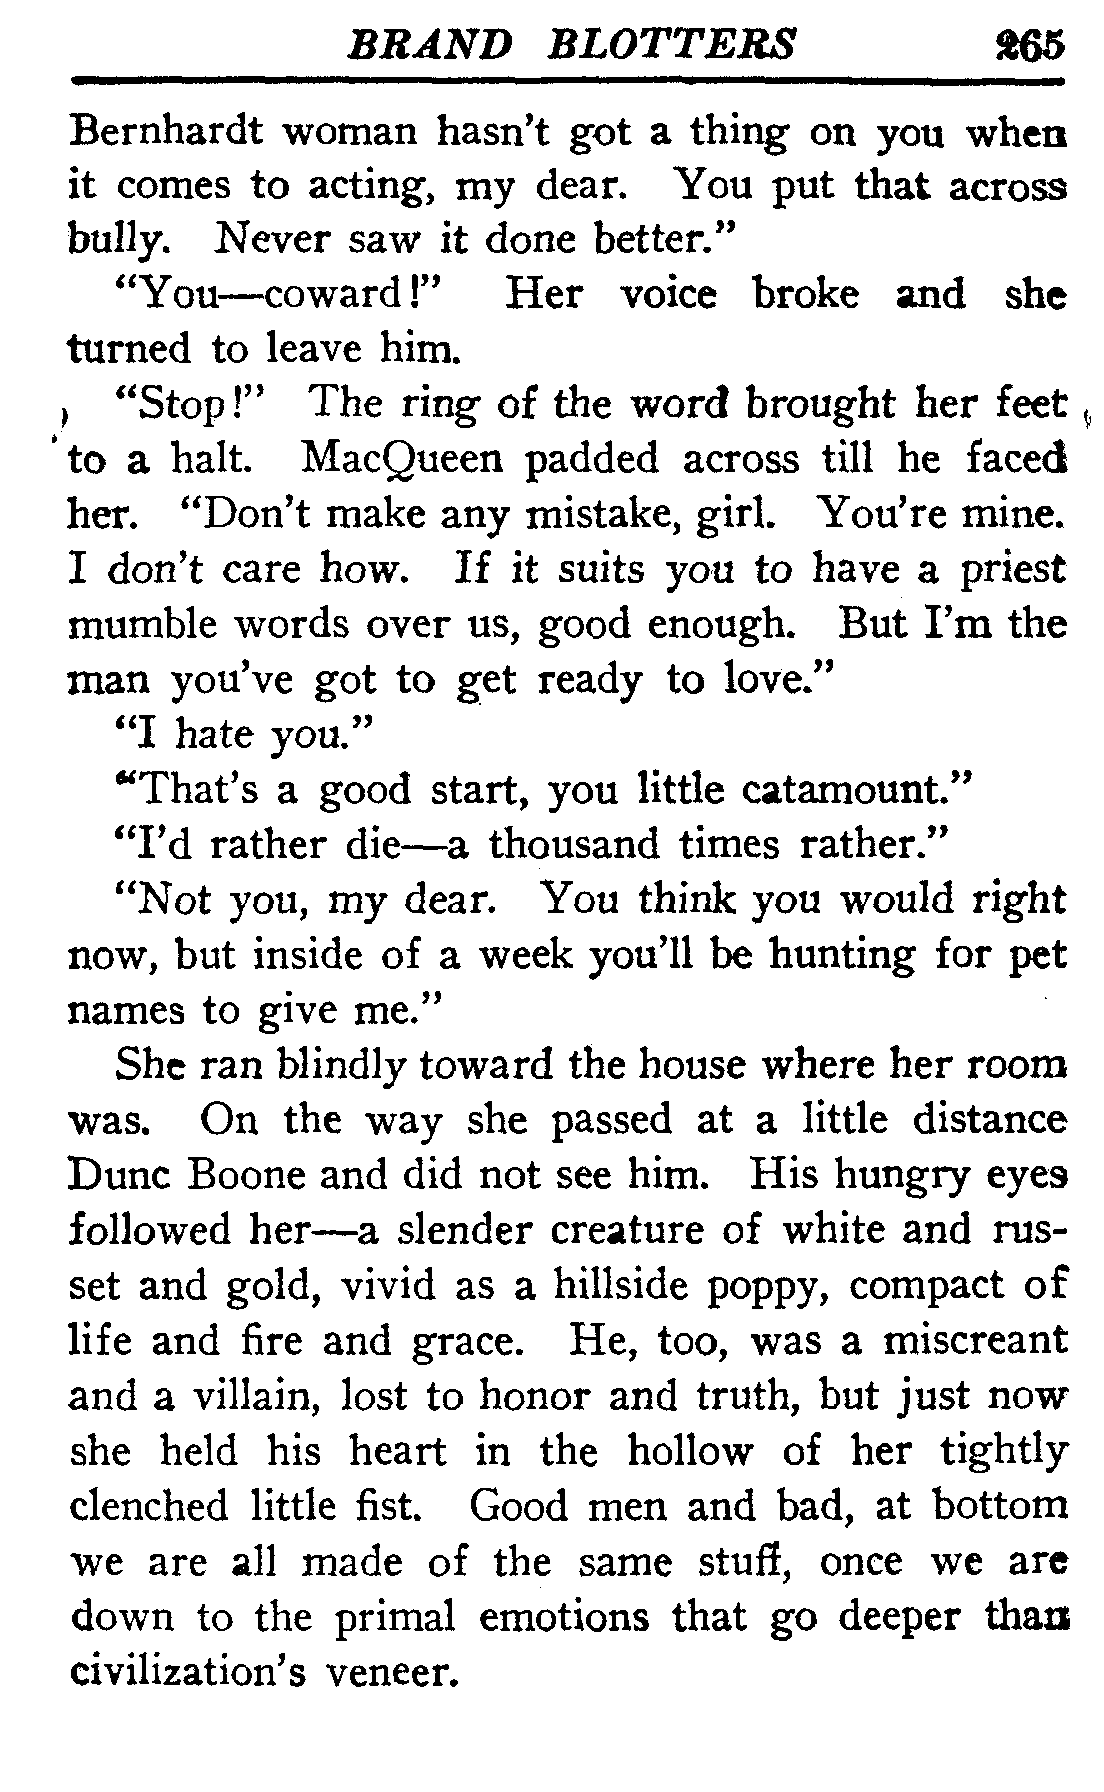 BRAND BLOTTERS 265
Bernhardt woman hasn't got a thing on you when
it comes to acting, my dear. You put that across
bully. Never saw it done better."
"You—coward!" Her voice broke and she
turned to leave him.
"Stop!" The ring of the word brought her feet
to a halt. MacQueen padded across till he faced
her. "Don't make any mistake, girl. You're mine.
I don't care how. If it suits you to have a priest
mumble words over us, good enough. But I'm the
man you've got to get ready to love."
"I hate you."
"That's a good start, you little catamount."
"I'd rather die—a thousand times rather."
"Not you, my dear. You think you would right
now, but inside of a week you'll be hunting for pet
names to give me."
She ran blindly toward the house where her room
was. On the way she passed at a little distance
Dunc Boone and did not see him. His hungry eyes
followed her—a slender creature of white and rus-
set and gold, vivid as a hillside poppy, compact of
life and fire and grace. He, too, was a miscreant
and a villain, lost to honor and truth, but just now
she held his heart in the hollow of her tightly
clenched little fist. Good men and bad, at bottom
we are all made of the same stuff, once we are
down to the primal emotions that go deeper than
civilization's veneer.